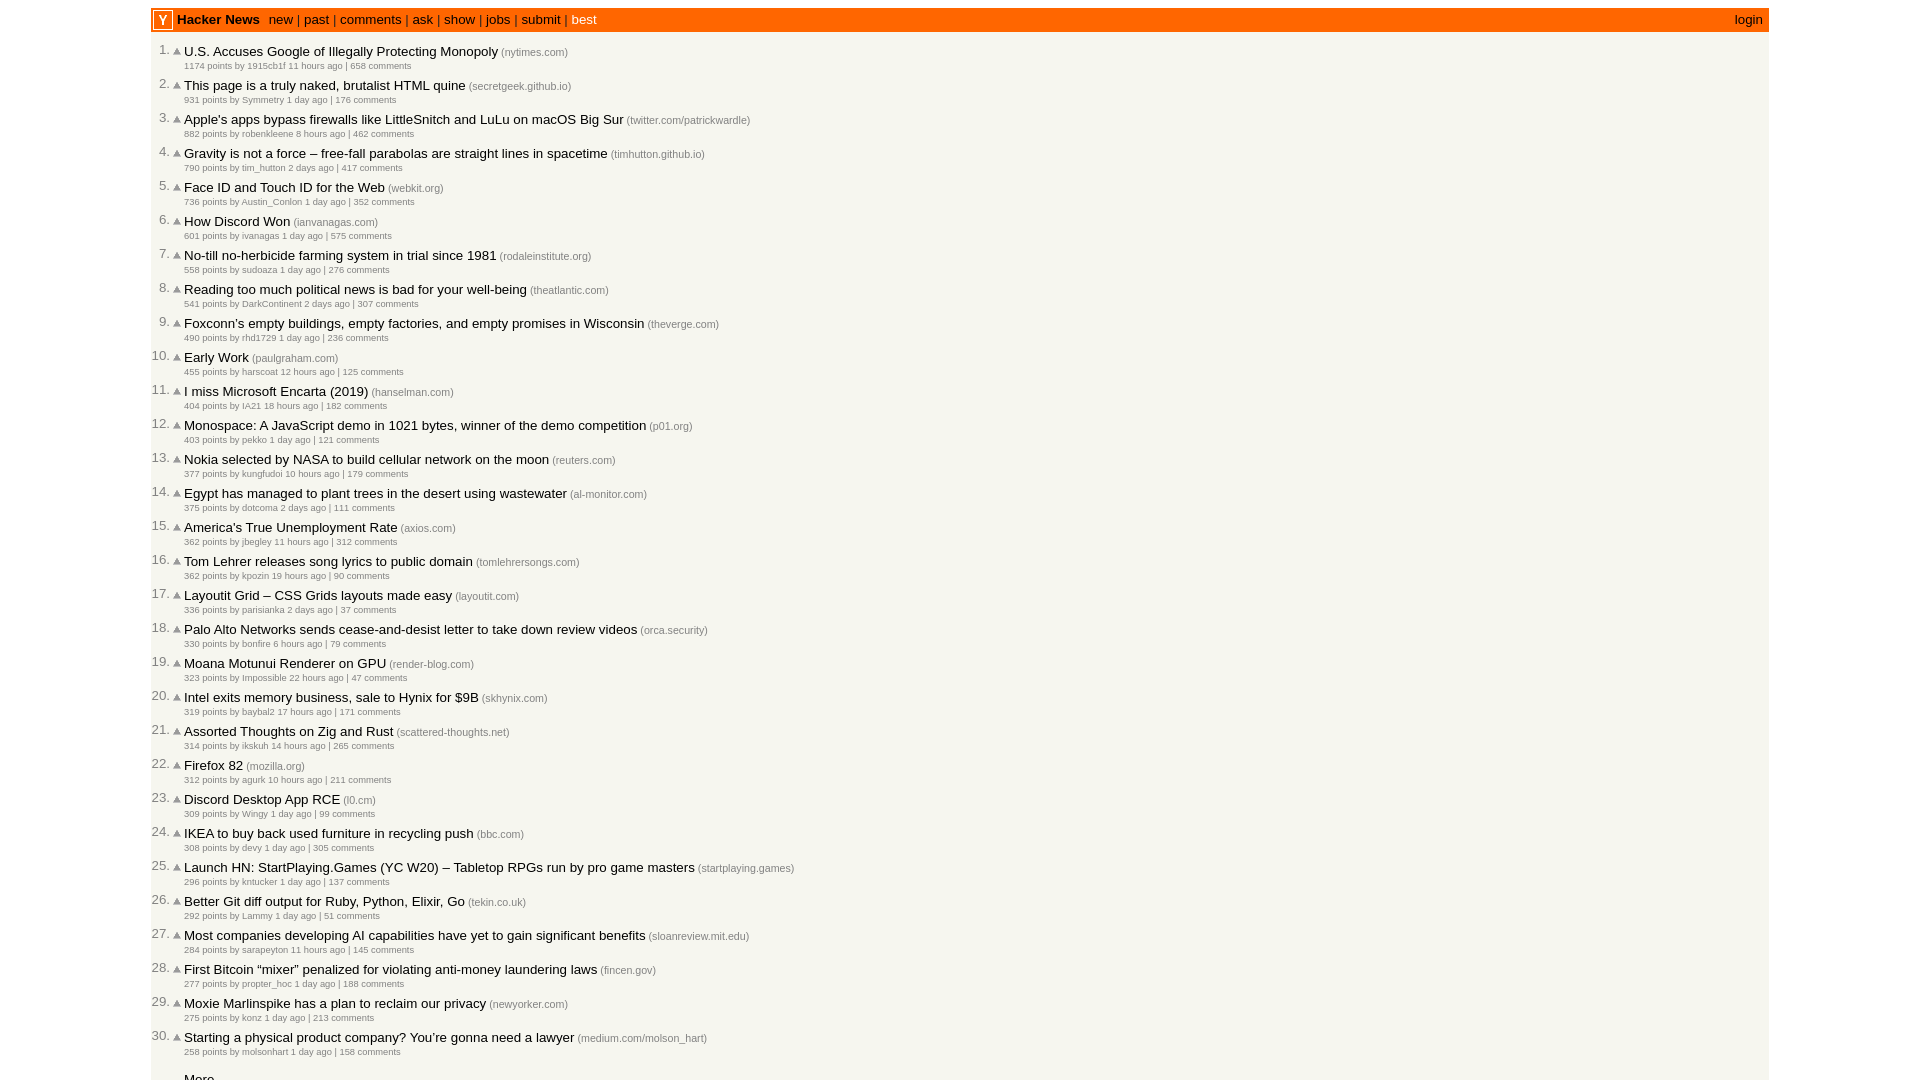 Y Hacker News new | past | comments | ask | show | jobs | submit | best login
1. U.S. Accuses Google of Illegally Protecting Monopoly (nytimes.com)
1174 points by 1915cb1f 11 hours ago | 658 comments
2. This page is a truly naked, brutalist HTML quine (secretgeek.github.io)
931 points by Symmetry 1 day ago | 176 comments
3. Apple's apps bypass firewalls like LittleSnitch and LuLu on macOS Big Sur (twitter.com/patrickwardle)
882 points by robenkleene 8 hours ago | 462 comments
4. Gravity is not a force – free-fall parabolas are straight lines in spacetime (timhutton.github.io)
790 points by tim_hutton 2 days ago | 417 comments
5. Face ID and Touch ID for the Web (webkit.org)
736 points by Austin_Conlon 1 day ago | 352 comments
6. How Discord Won (ianvanagas.com)
601 points by ivanagas 1 day ago | 575 comments
7. No-till no-herbicide farming system in trial since 1981 (rodaleinstitute.org)
558 points by sudoaza 1 day ago | 276 comments
8. Reading too much political news is bad for your well-being (theatlantic.com)
541 points by DarkContinent 2 days ago | 307 comments
9. Foxconn’s empty buildings, empty factories, and empty promises in Wisconsin (theverge.com)
490 points by rhd1729 1 day ago | 236 comments
10. Early Work (paulgraham.com)
455 points by harscoat 12 hours ago | 125 comments
11. I miss Microsoft Encarta (2019) (hanselman.com)
404 points by IA21 18 hours ago | 182 comments
12. Monospace: A JavaScript demo in 1021 bytes, winner of the demo competition (p01.org)
403 points by pekko 1 day ago | 121 comments
13. Nokia selected by NASA to build cellular network on the moon (reuters.com)
377 points by kungfudoi 10 hours ago | 179 comments
14. Egypt has managed to plant trees in the desert using wastewater (al-monitor.com)
375 points by dotcoma 2 days ago | 111 comments
15. America's True Unemployment Rate (axios.com)
362 points by jbegley 11 hours ago | 312 comments
16. Tom Lehrer releases song lyrics to public domain (tomlehrersongs.com)
362 points by kpozin 19 hours ago | 90 comments
17. Layoutit Grid – CSS Grids layouts made easy (layoutit.com)
336 points by parisianka 2 days ago | 37 comments
18. Palo Alto Networks sends cease-and-desist letter to take down review videos (orca.security)
330 points by bonfire 6 hours ago | 79 comments
19. Moana Motunui Renderer on GPU (render-blog.com)
323 points by Impossible 22 hours ago | 47 comments
20. Intel exits memory business, sale to Hynix for $9B (skhynix.com)
319 points by baybal2 17 hours ago | 171 comments
21. Assorted Thoughts on Zig and Rust (scattered-thoughts.net)
314 points by ikskuh 14 hours ago | 265 comments
22. Firefox 82 (mozilla.org)
312 points by agurk 10 hours ago | 211 comments
23. Discord Desktop App RCE (l0.cm)
309 points by Wingy 1 day ago | 99 comments
24. IKEA to buy back used furniture in recycling push (bbc.com)
308 points by devy 1 day ago | 305 comments
25. Launch HN: StartPlaying.Games (YC W20) – Tabletop RPGs run by pro game masters (startplaying.games)
296 points by kntucker 1 day ago | 137 comments
26. Better Git diff output for Ruby, Python, Elixir, Go (tekin.co.uk)
292 points by Lammy 1 day ago | 51 comments
27. Most companies developing AI capabilities have yet to gain significant benefits (sloanreview.mit.edu)
284 points by sarapeyton 11 hours ago | 145 comments
28. First Bitcoin “mixer” penalized for violating anti-money laundering laws (fincen.gov)
277 points by propter_hoc 1 day ago | 188 comments
29. Moxie Marlinspike has a plan to reclaim our privacy (newyorker.com)
275 points by konz 1 day ago | 213 comments
30. Starting a physical product company? You’re gonna need a lawyer (medium.com/molson_hart)
258 points by molsonhart 1 day ago | 158 comments
More